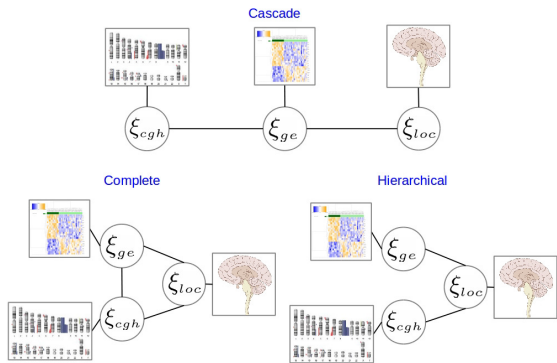 Cascade
ξcgh
ξge
ξloc
Complete
Hierarchical
ξge
ξloc
ξcgh
ξge
ξloc
ξcgh